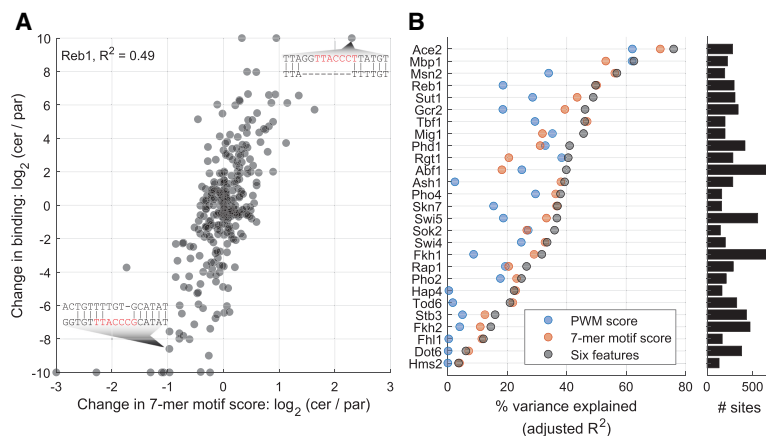 A
Reb1, R² = 0.49
TTAGGTTACCCTTATGT
TTA----------TTTTGT
ACTGTTTTGT-GCATAT
GGTGTTTACCCGCATAT
Change in binding: log₂ (cer / par)
10
8
6
4
2
0
-2
-4
-6
-8
-10
-3
-2
-1
0
1
2
3
Change in 7-mer motif score: log₂ (cer / par)
B
Ace2
Mbp1
Msn2
Reb1
Sut1
Gcr2
Tbf1
Mig1
Phd1
Rgt1
Abf1
Ash1
Pho4
Skn7
Swi5
Sok2
Swi4
Fkh1
Rap1
Pho2
Hap4
Tod6
Stb3
Fkh2
Fhl1
Dot6
Hms2
PWM score
7-mer motif score
Six features
0
20
40
60
80
% variance explained
(adjusted R²)
0
500
# sites